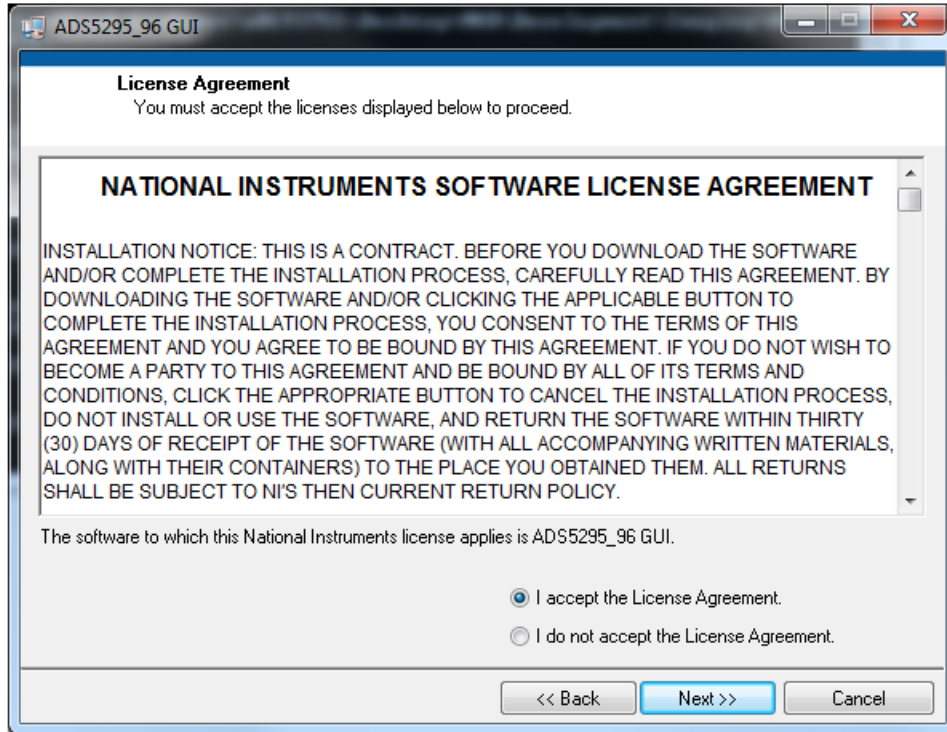 ADS5295_96 GUI
License Agreement
You must accept the licenses displayed below to proceed.
NATIONAL INSTRUMENTS SOFTWARE LICENSE AGREEMENT
INSTALLATION NOTICE: THIS IS A CONTRACT. BEFORE YOU DOWNLOAD THE SOFTWARE
AND/OR COMPLETE THE INSTALLATION PROCESS, CAREFULLY READ THIS AGREEMENT. BY
DOWNLOADING THE SOFTWARE AND/OR CLICKING THE APPLICABLE BUTTON TO
COMPLETE THE INSTALLATION PROCESS, YOU CONSENT TO THE TERMS OF THIS
AGREEMENT AND YOU AGREE TO BE BOUND BY THIS AGREEMENT. IF YOU DO NOT WISH TO
BECOME A PARTY TO THIS AGREEMENT AND BE BOUND BY ALL OF ITS TERMS AND
CONDITIONS, CLICK THE APPROPRIATE BUTTON TO CANCEL THE INSTALLATION PROCESS,
DO NOT INSTALL OR USE THE SOFTWARE, AND RETURN THE SOFTWARE WITHIN THIRTY
(30) DAYS OF RECEIPT OF THE SOFTWARE (WITH ALL ACCOMPANYING WRITTEN MATERIALS,
ALONG WITH THEIR CONTAINERS) TO THE PLACE YOU OBTAINED THEM. ALL RETURNS
SHALL BE SUBJECT TO NI'S THEN CURRENT RETURN POLICY.
The software to which this National Instruments license applies is ADS5295_96 GUI.
I accept the License Agreement.
I do not accept the License Agreement.
<< Back
Next >>
Cancel